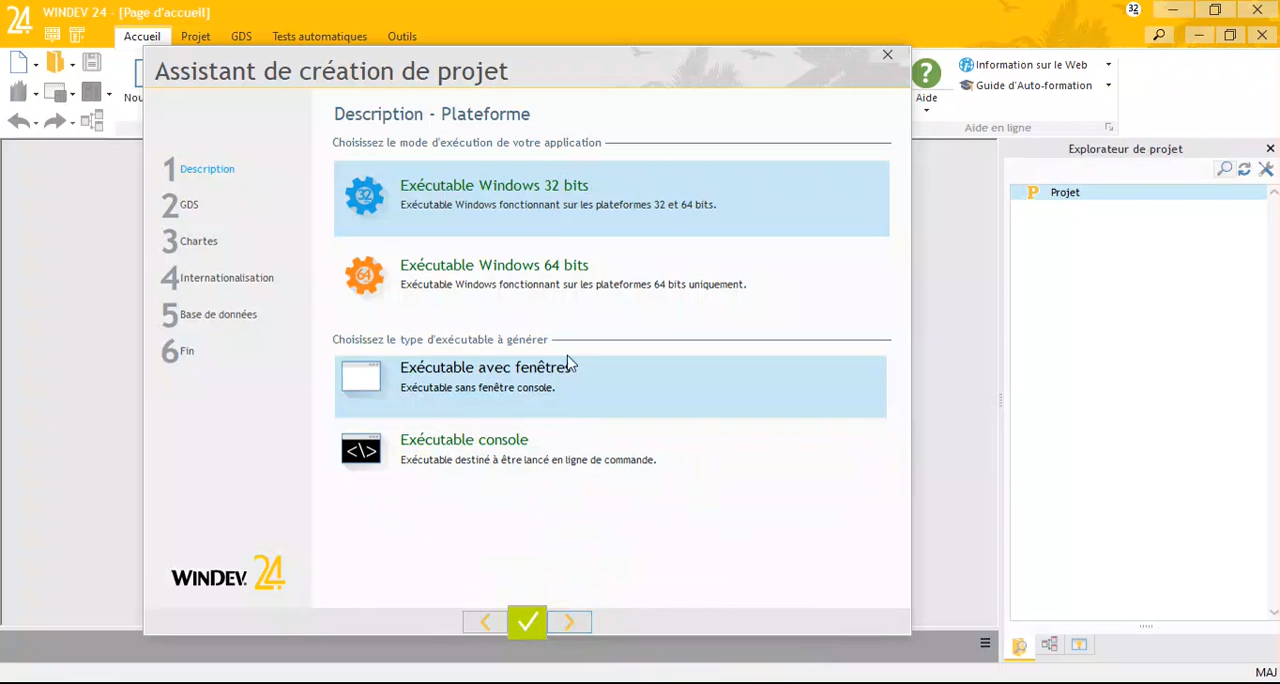 24 WINDEV 24 - [Page d'accueil] 32
Accueil Projet GDS Tests automatiques Outils
Nou
Aide
Information sur le Web
Guide d'Auto-formation
Aide en ligne
Assistant de création de projet
1 Description
2 GDS
3 Chartes
4 Internationalisation
5 Base de données
6 Fin
WINDEV. 24
Description - Plateforme
Choisissez le mode d'exécution de votre application
32
Exécutable Windows 32 bits
Exécutable Windows fonctionnant sur les plateformes 32 et 64 bits.
64
Exécutable Windows 64 bits
Exécutable Windows fonctionnant sur les plateformes 64 bits uniquement.
Choisissez le type d'exécutable à générer
Exécutable avec fenêtres
Exécutable sans fenêtre console.
<\>
Exécutable console
Exécutable destiné à être lancé en ligne de commande.
Explorateur de projet
P Projet
MAJ